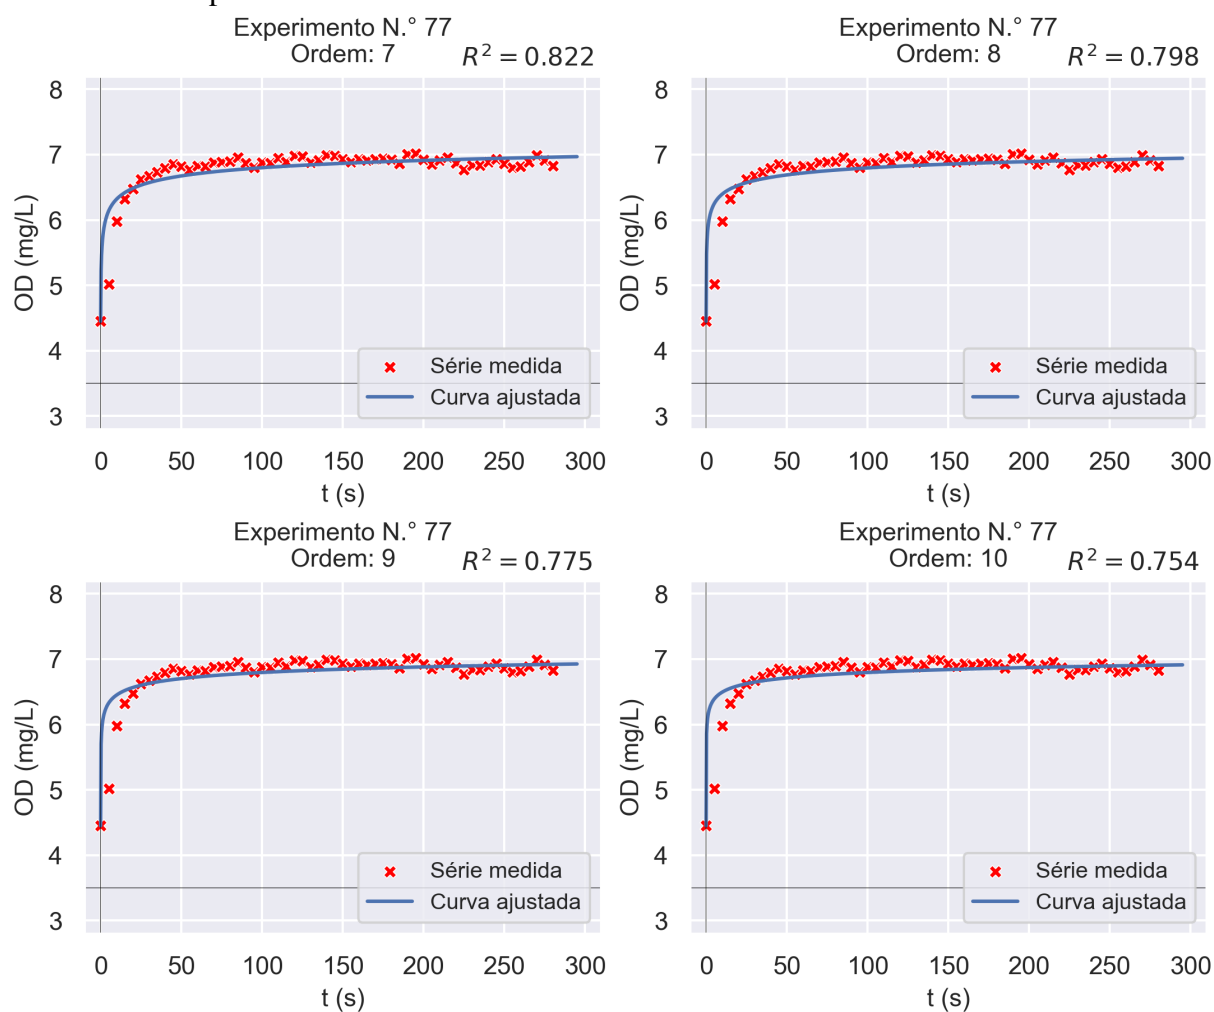 Experimento N.° 77
Ordem: 7 R² = 0.822
8
7
6
5
4
3
OD (mg/L)
Série medida
Curva ajustada
0 50 100 150 200 250 300
t (s)
Experimento N.° 77
Ordem: 8 R² = 0.798
8
7
6
5
4
3
OD (mg/L)
Série medida
Curva ajustada
0 50 100 150 200 250 300
t (s)
Experimento N.° 77
Ordem: 9 R² = 0.775
8
7
6
5
4
3
OD (mg/L)
Série medida
Curva ajustada
0 50 100 150 200 250 300
t (s)
Experimento N.° 77
Ordem: 10 R² = 0.754
8
7
6
5
4
3
OD (mg/L)
Série medida
Curva ajustada
0 50 100 150 200 250 300
t (s)